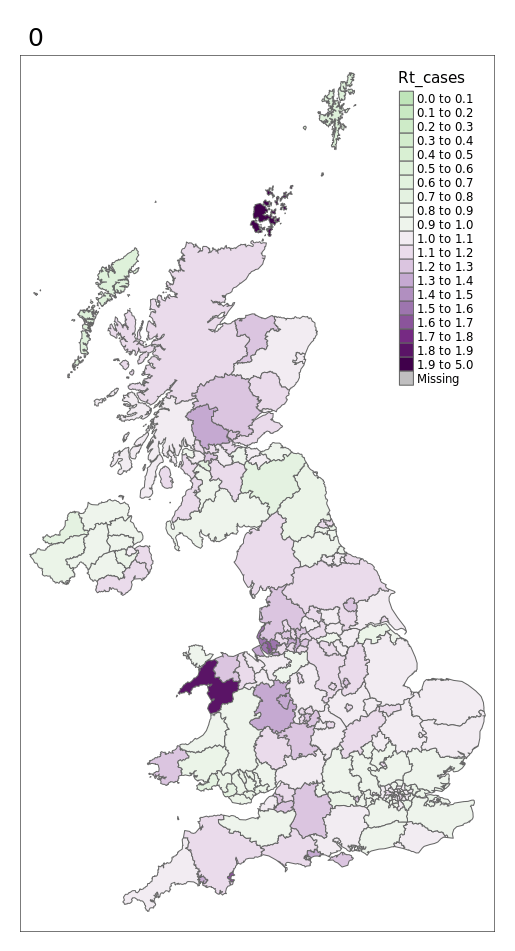 0
Rt_cases
0.0 to 0.1
0.1 to 0.2
0.2 to 0.3
0.3 to 0.4
0.4 to 0.5
0.5 to 0.6
0.6 to 0.7
0.7 to 0.8
0.8 to 0.9
0.9 to 1.0
1.0 to 1.1
1.1 to 1.2
1.2 to 1.3
1.3 to 1.4
1.4 to 1.5
1.5 to 1.6
1.6 to 1.7
1.7 to 1.8
1.8 to 1.9
1.9 to 5.0
Missing